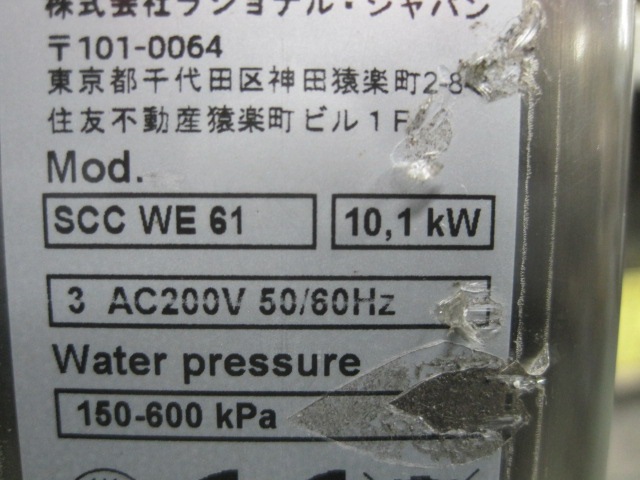 株式会社ラショナル・ジャパン
〒101-0064
東京都千代田区神田猿楽町2-8-
住友不動産猿楽町ビル1F
Mod.
SCC WE 61 10,1 kW
3 AC200V 50/60Hz
Water pressure
150-600 kPa